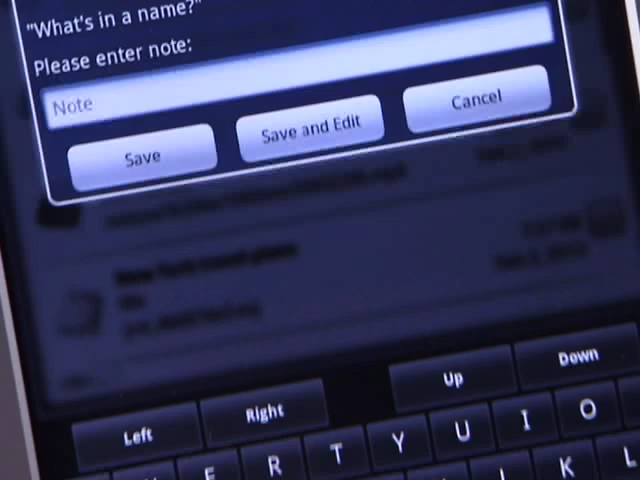 "What's in a name?"
Please enter note:
Note
Save
Save and Edit
Cancel
Left
Right
Up
Down
E R T Y U I O
K L